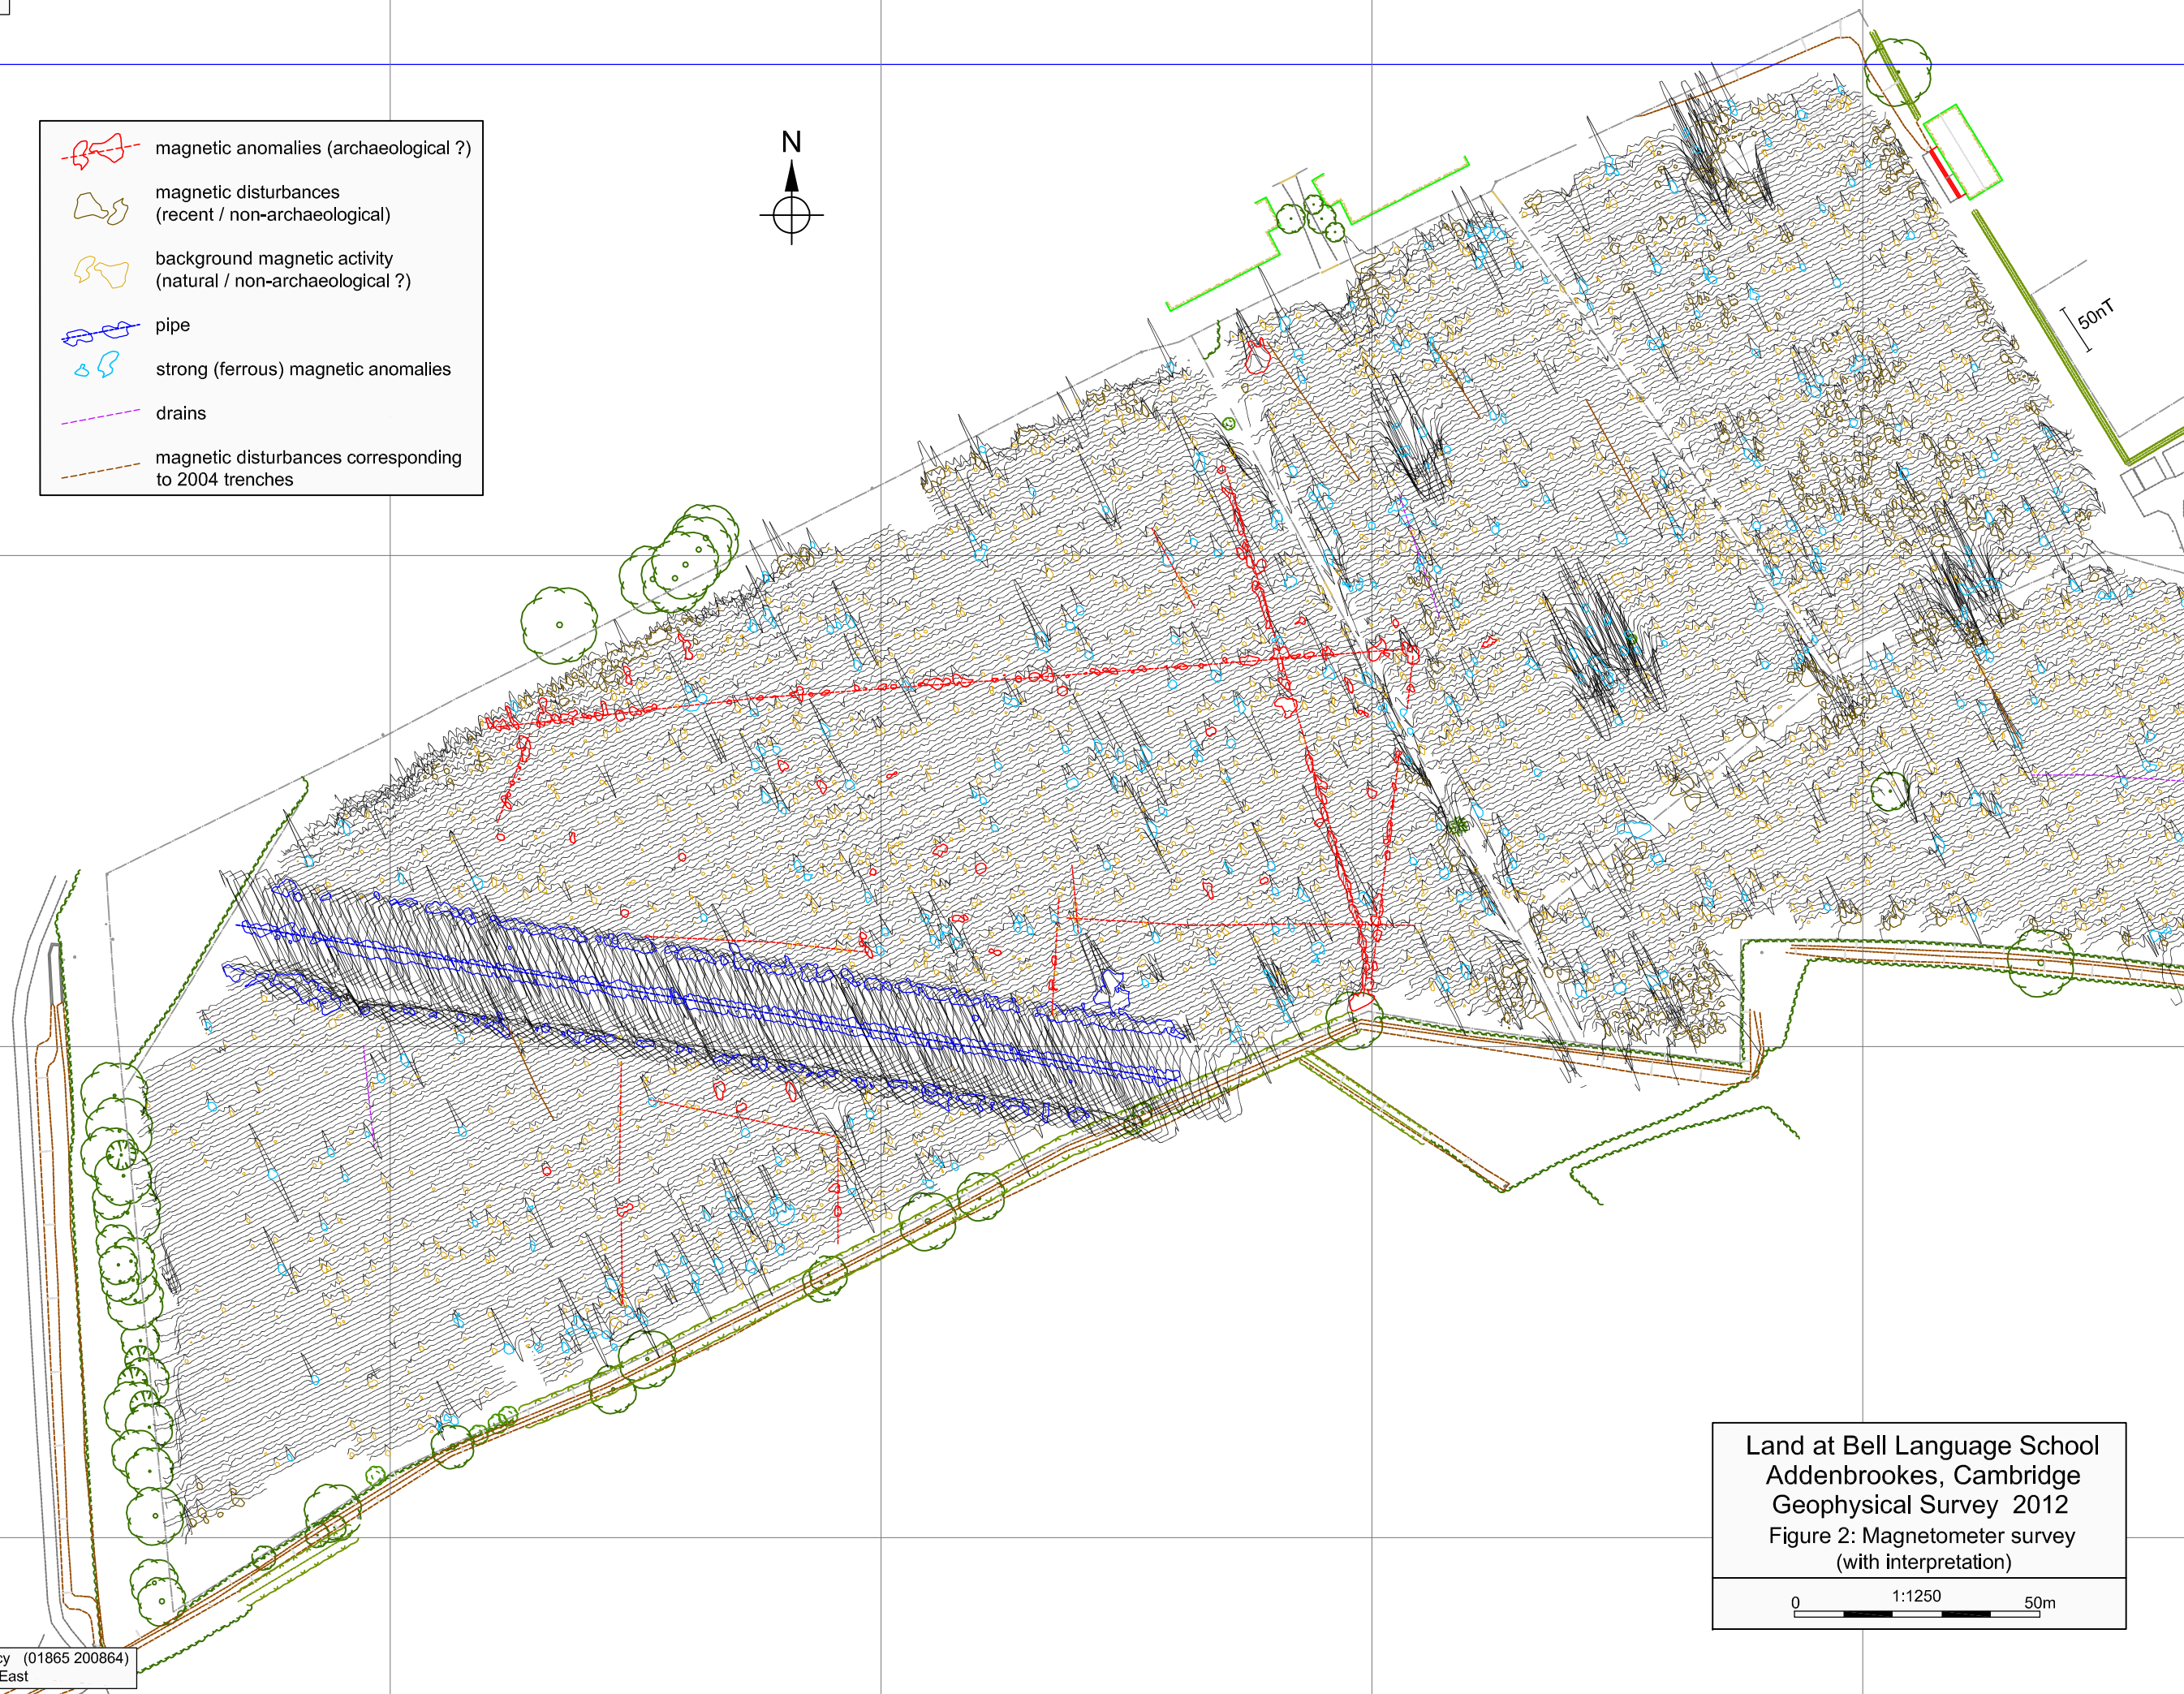 N
magnetic anomalies (archaeological ?)
magnetic disturbances
(recent / non-archaeological)
background magnetic activity
(natural / non-archaeological ?)
pipe
strong (ferrous) magnetic anomalies
drains
magnetic disturbances corresponding
to 2004 trenches
50nT
Land at Bell Language School
Addenbrookes, Cambridge
Geophysical Survey 2012
Figure 2: Magnetometer survey
(with interpretation)
1:1250
0 50m
(01865 200864)
East